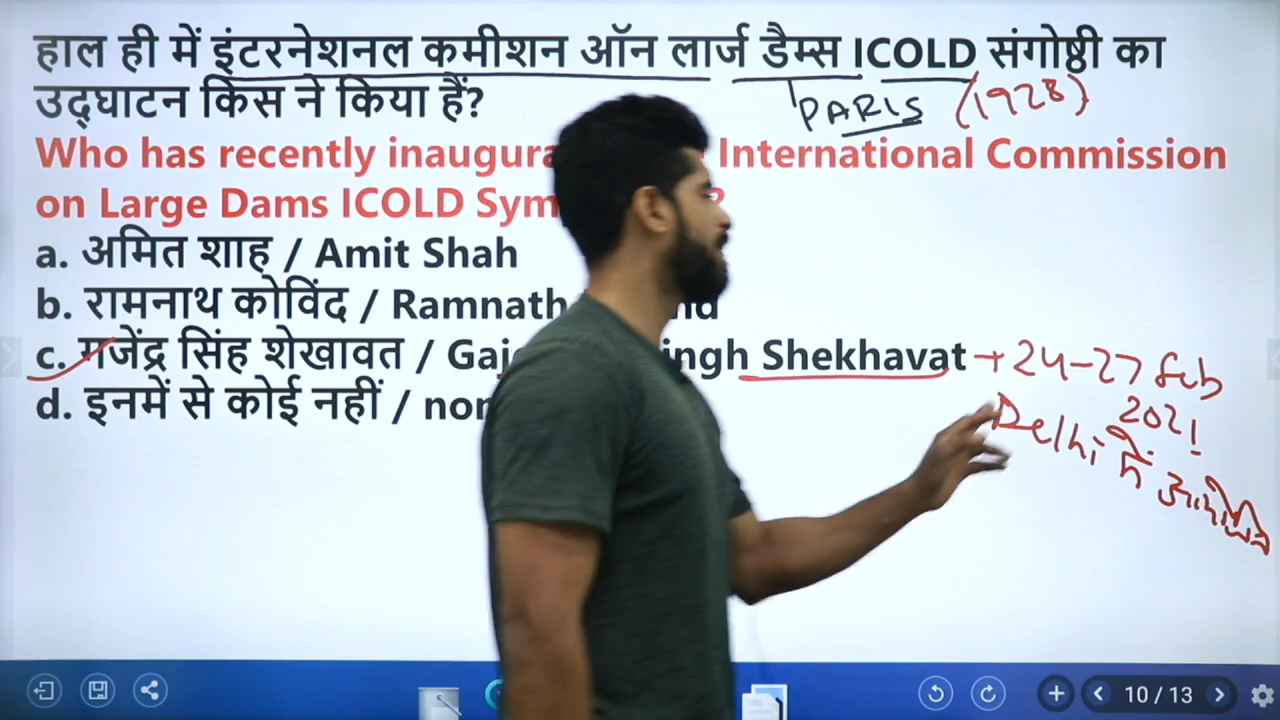 हाल ही में इंटरनेशनल कमीशन ऑन लार्ज डैम्स ICOLD संगोष्ठी का
उद्घाटन किस ने किया हैं?
PARIS (1928)
Who has recently inaugura International Commission
on Large Dams ICOLD Sym ?
a. अमित शाह / Amit Shah
b. रामनाथ कोविंद / Ramnath nd
c. गजेंद्र सिंह शेखावत / Gaj ingh Shekhavat → 24-27 Feb
2021
d. इनमें से कोई नहीं / non
Delhi में
10 / 13